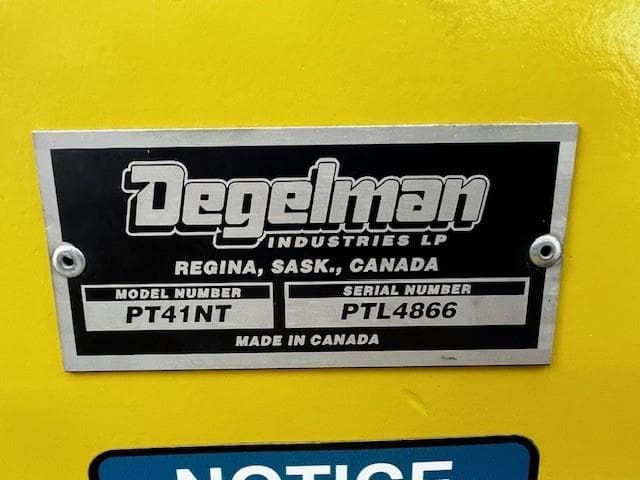 Degelman
INDUSTRIES LP
REGINA, SASK., CANADA
MODEL NUMBER SERIAL NUMBER
PT41NT PTL4866
MADE IN CANADA
NOTICE